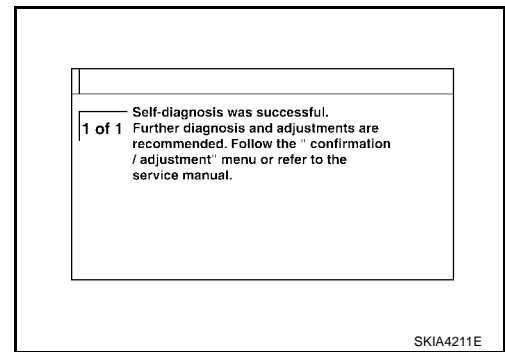 Self-diagnosis was successful.
1 of 1 Further diagnosis and adjustments are
recommended. Follow the " confirmation
/ adjustment" menu or refer to the
service manual.
SKIA4211E